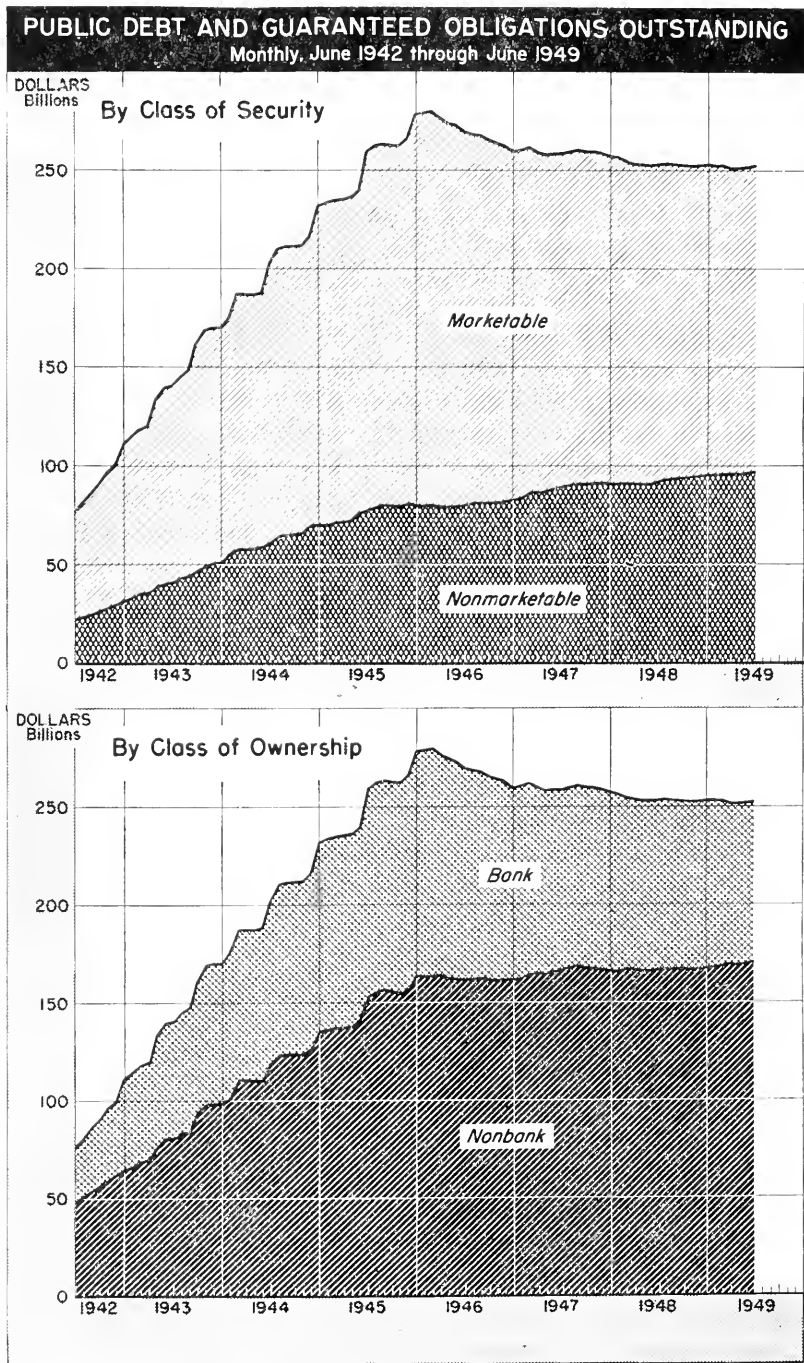 PUBLIC DEBT AND GUARANTEED OBLIGATIONS OUTSTANDING
Monthly, June 1942 through June 1949
DOLLARS
Billions
By Class of Security
250
200
Marketable
150
100
50
Nonmarketable
0
1942 1943 1944 1945 1946 1947 1948 1949
DOLLARS
Billions
By Class of Ownership
250
Bank
200
150
100
Nonbank
50
0
1942 1943 1944 1945 1946 1947 1948 1949